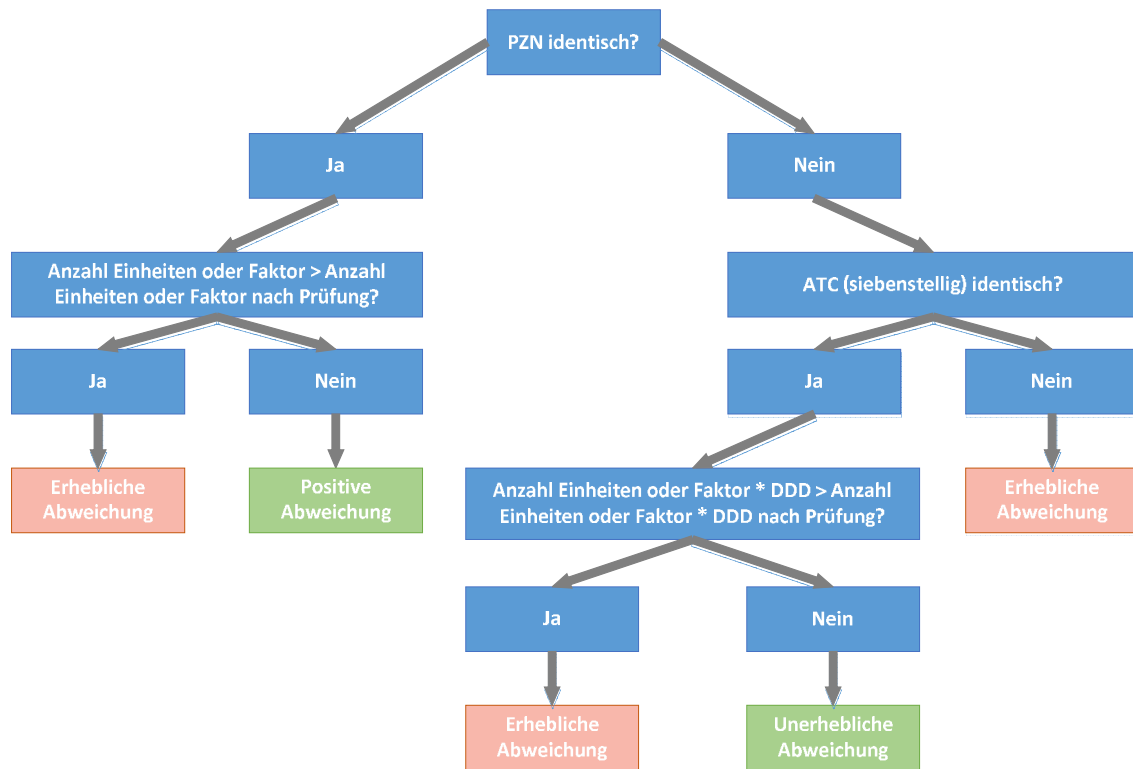 PZN identisch?
Ja
Nein
Anzahl Einheiten oder Faktor > Anzahl
Einheiten oder Faktor nach Prüfung?
ATC (siebenstellig) identisch?
Ja
Nein
Ja
Nein
Erhebliche
Abweichung
Positive
Abweichung
Anzahl Einheiten oder Faktor * DDD > Anzahl
Einheiten oder Faktor * DDD nach Prüfung?
Erhebliche
Abweichung
Ja
Nein
Erhebliche
Abweichung
Unerhebliche
Abweichung